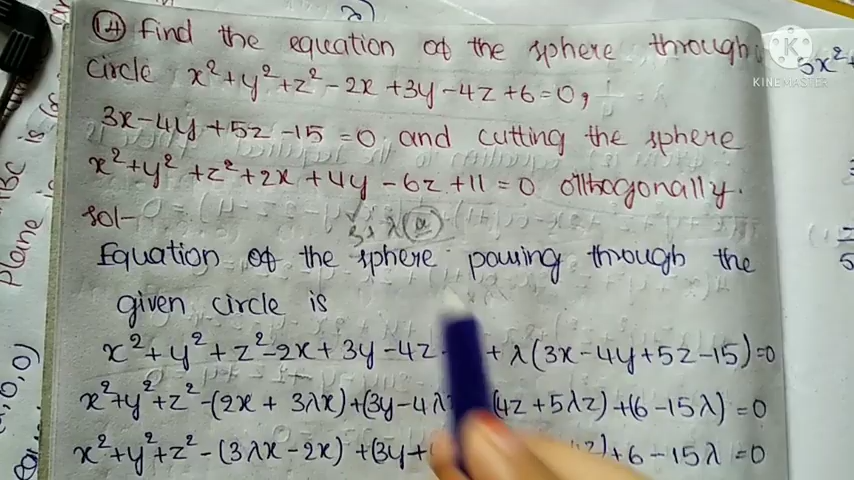 (14) Find the equation of the sphere through
circle x² + y² + z² - 2x + 3y - 4z + 6 = 0,
3x - 4y + 5z - 15 = 0 and cutting the sphere
x² + y² + z² + 2x + 4y - 6z + 11 = 0 orthogonally.
Sol-
Equation of the sphere passing through the
given circle is
x² + y² + z² - 2x + 3y - 4z + λ(3x - 4y + 5z - 15) = 0
x² + y² + z² - (2x + 3λx) + (3y - 4λ (4z + 5λz) + (6 - 15λ) = 0
x² + y² + z² - (3λx - 2x) + (3y + z) + 6 - 15λ = 0
K
KINEMASTER
5x²
Plane